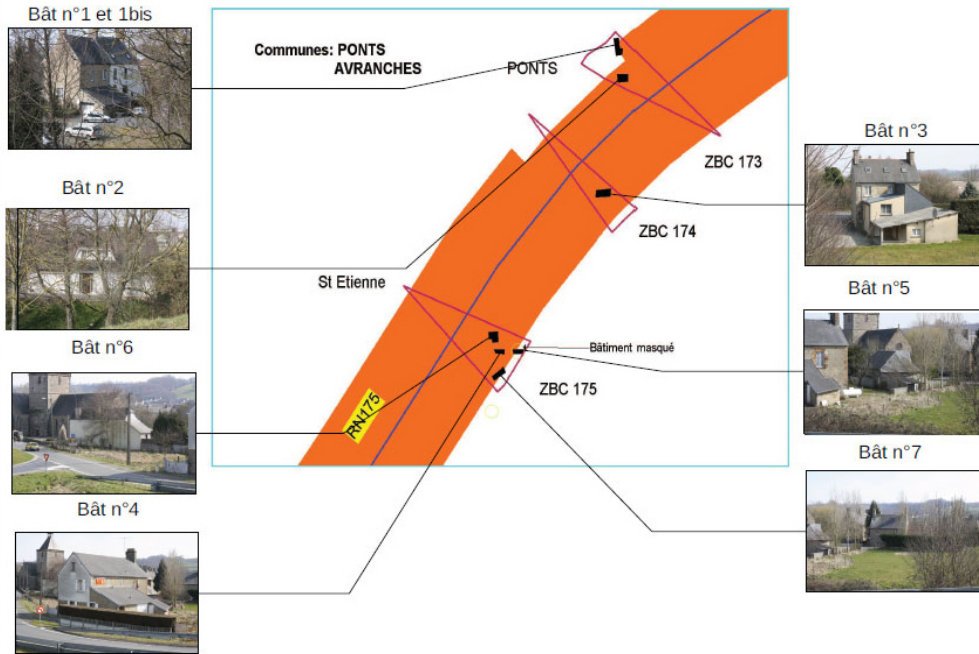 Bât n°1 et 1bis
Communes: PONTS
AVRANCHES
PONTS
Bât n°3
ZBC 173
Bât n°2
ZBC 174
St Etienne
Bât n°5
Bât n°6
Bâtiment masqué
ZBC 175
RN175
Bât n°7
Bât n°4